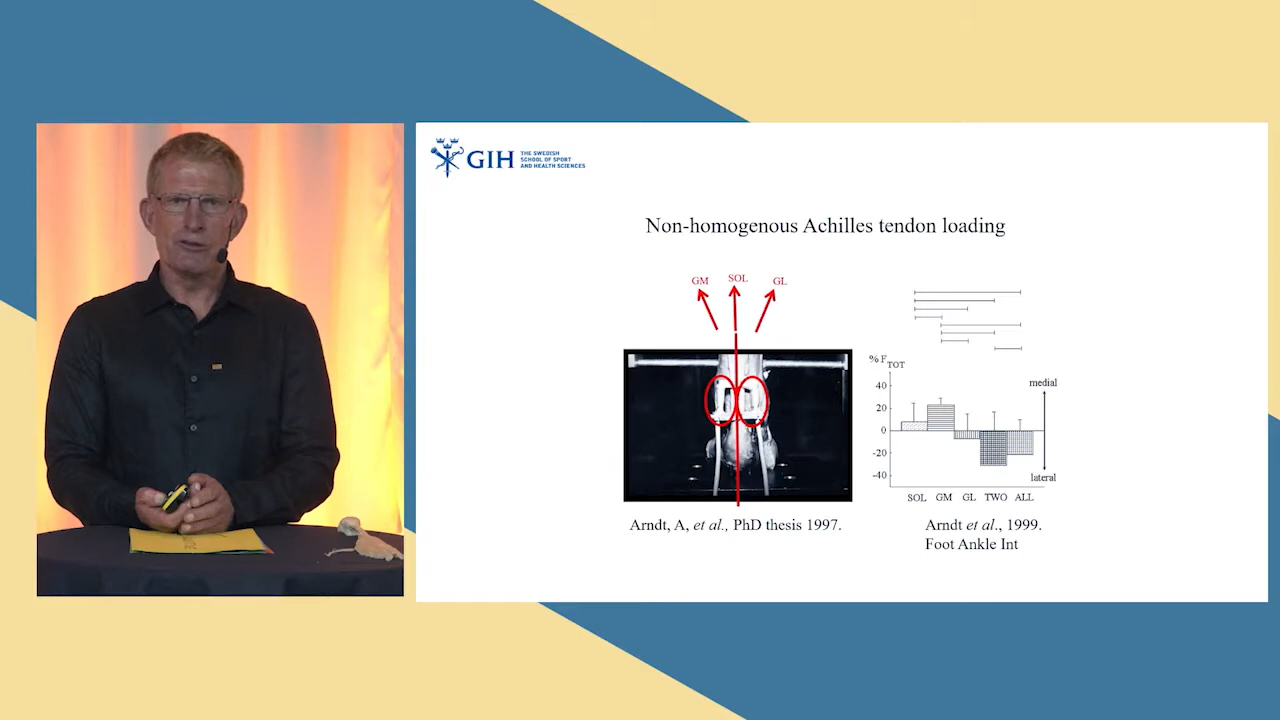 GIH
THE SWEDISH
SCHOOL OF SPORT
AND HEALTH SCIENCES
Non-homogenous Achilles tendon loading
GM SOL GL
% F TOT
40
20
0
-20
-40
medial
lateral
SOL GM GL TWO ALL
Arndt, A, et al., PhD thesis 1997.
Arndt et al., 1999.
Foot Ankle Int